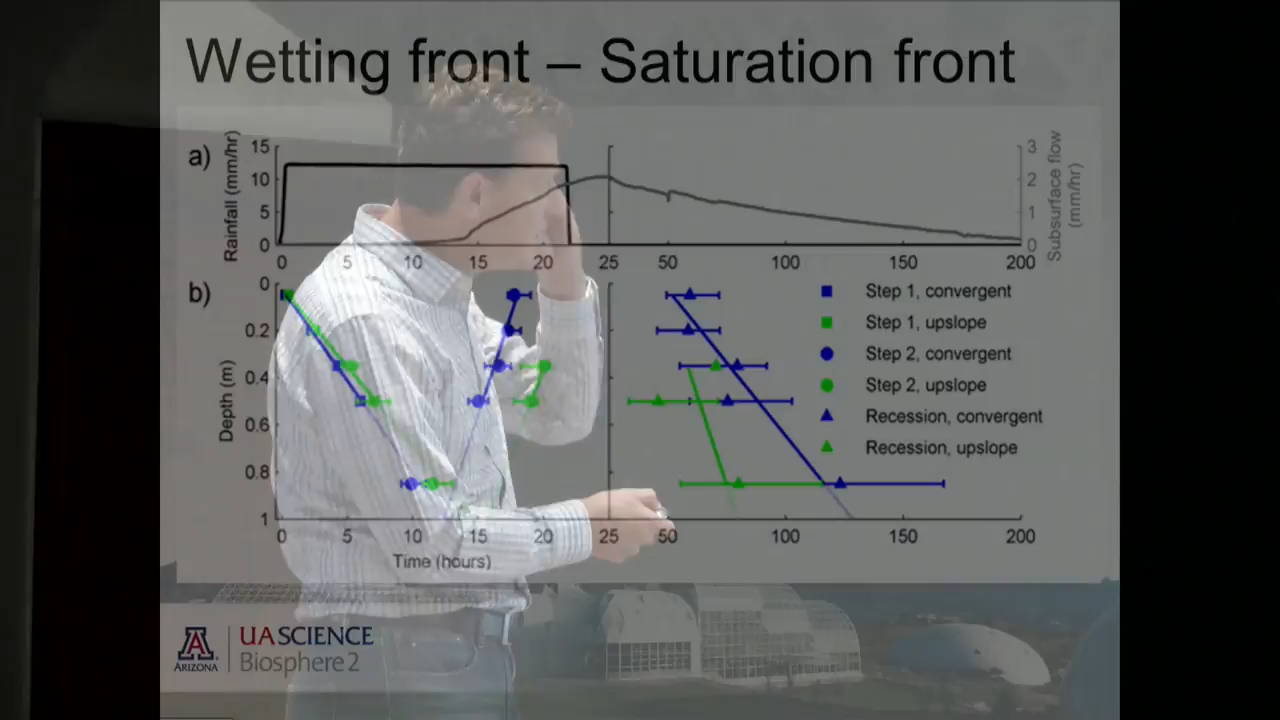 Wetting front – Saturation front
a)
Rainfall (mm/hr)
15
10
5
0
3
2
1
0
Subsurface flow
(mm/hr)
0 5 10 15 20 25 50 100 150 200
b)
Depth (m)
0
0.2
0.4
0.6
0.8
1
Step 1, convergent
Step 1, upslope
Step 2, convergent
Step 2, upslope
Recession, convergent
Recession, upslope
0 5 10 15 20 25 50 100 150 200
Time (hours)
A
ARIZONA
UA SCIENCE
Biosphere 2